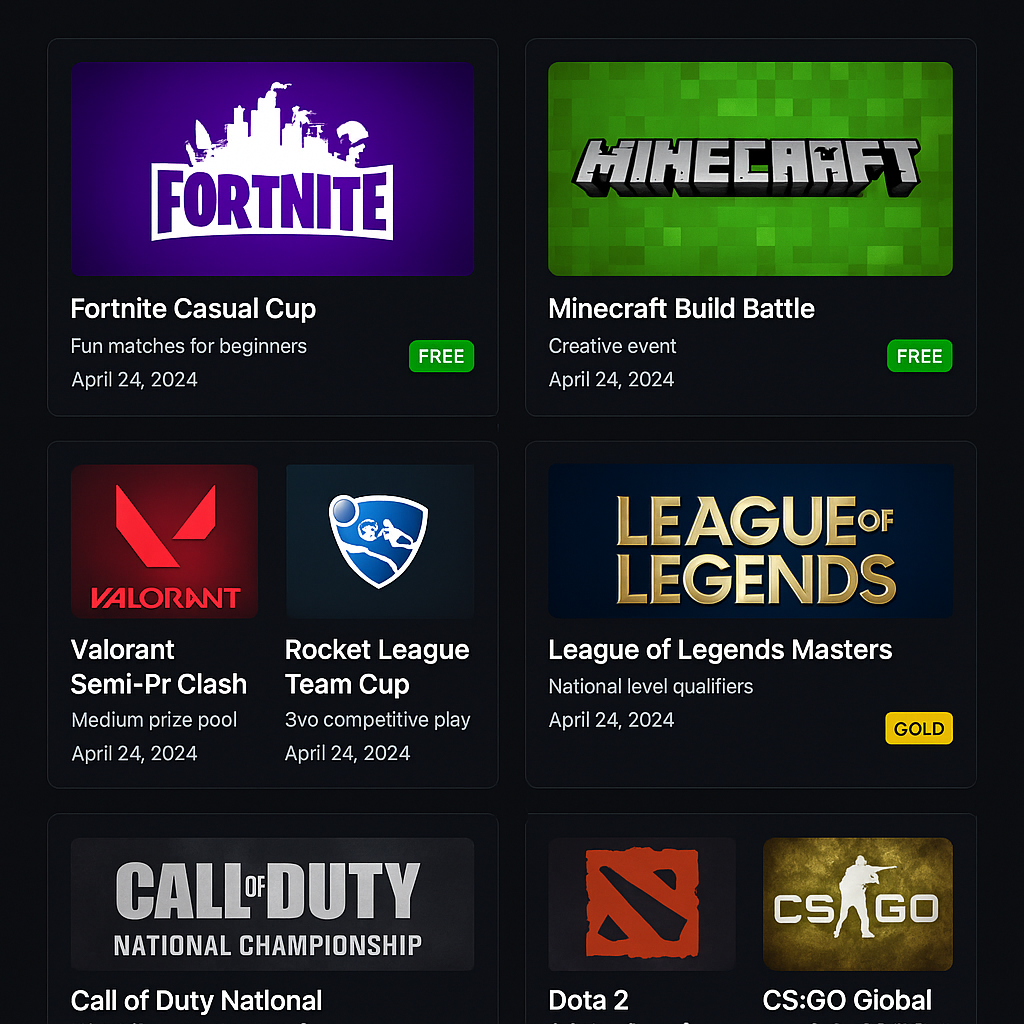 FORTNITE
Fortnite Casual Cup
Fun matches for beginners
FREE
April 24, 2024
MINECRAFT
Minecraft Build Battle
Creative event
FREE
April 24, 2024
VALORANT
Valorant
Semi-Pr Clash
Medium prize pool
April 24, 2024
Rocket League
Team Cup
3vo competitive play
April 24, 2024
LEAGUE OF
LEGENDS
League of Legends Masters
National level qualifiers
April 24, 2024
GOLD
CALL OF DUTY
NATIONAL CHAMPIONSHIP
Call of Duty Natlonal
Dota 2
CS GO
CS:GO Giobal